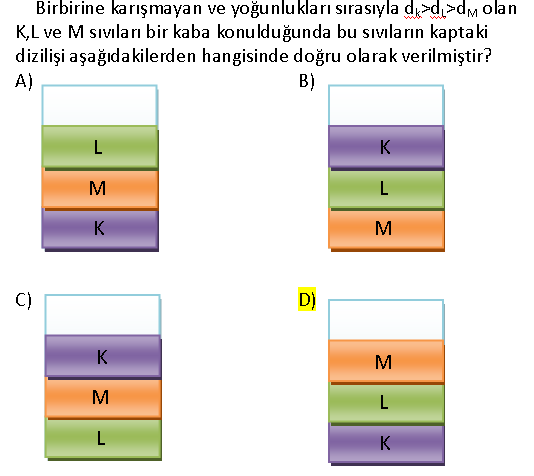 Birbirine karışmayan ve yoğunlukları sırasıyla dk>dL>dM olan
K,L ve M sıvıları bir kaba konulduğunda bu sıvıların kaptaki
dizilişi aşağıdakilerden hangisinde doğru olarak verilmiştir?
A) B)
L K
M L
K M
C) D)
K M
M L
L K